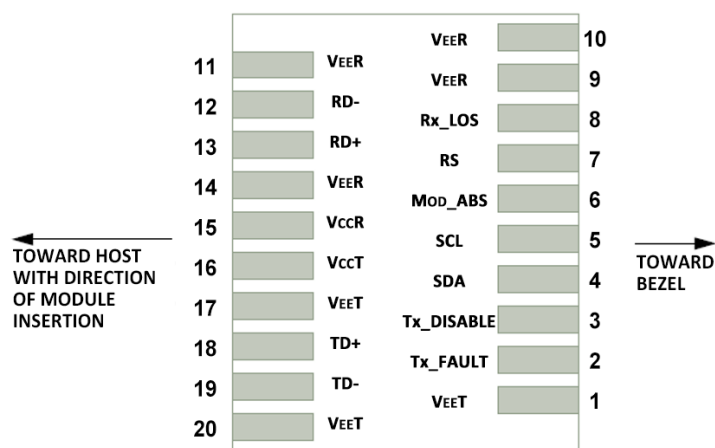 VEER 10
11 VEER
VEER 9
12 RD-
Rx_LOS 8
13 RD+
RS 7
14 VEER
MOD_ABS 6
15 VCCR
SCL 5
16 VCCT
SDA 4
17 VEET
Tx_DISABLE 3
18 TD+
Tx_FAULT 2
19 TD-
VEET 1
20 VEET
TOWARD HOST
WITH DIRECTION
OF MODULE
INSERTION
TOWARD
BEZEL